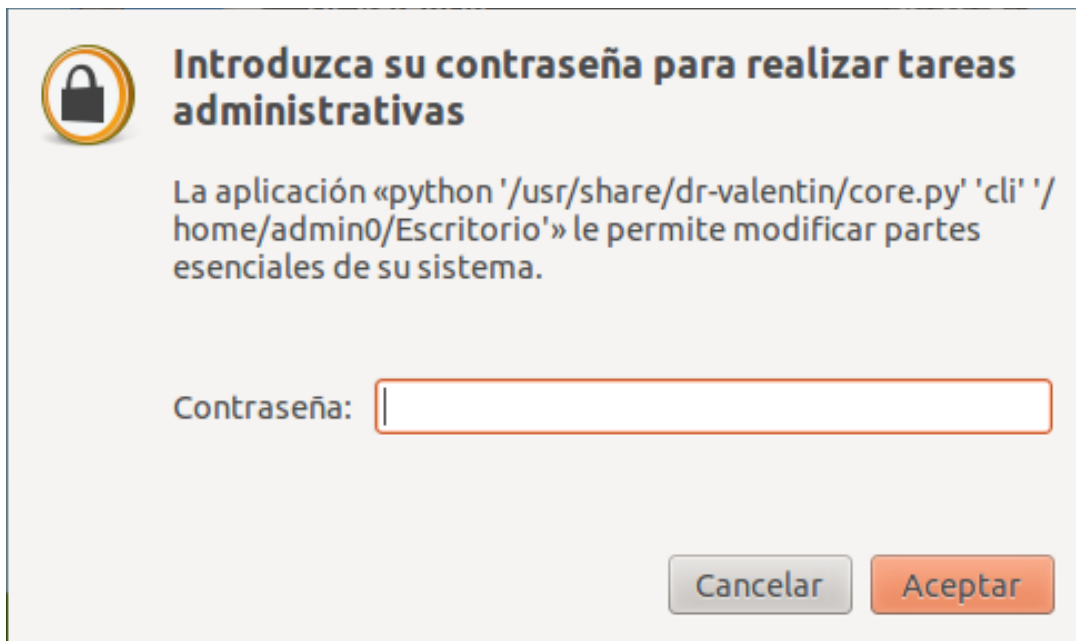 Introduzca su contraseña para realizar tareas
administrativas
La aplicación «python '/usr/share/dr-valentin/core.py' 'cli' '/
home/admin0/Escritorio'» le permite modificar partes
esenciales de su sistema.
Contraseña:
Cancelar
Aceptar